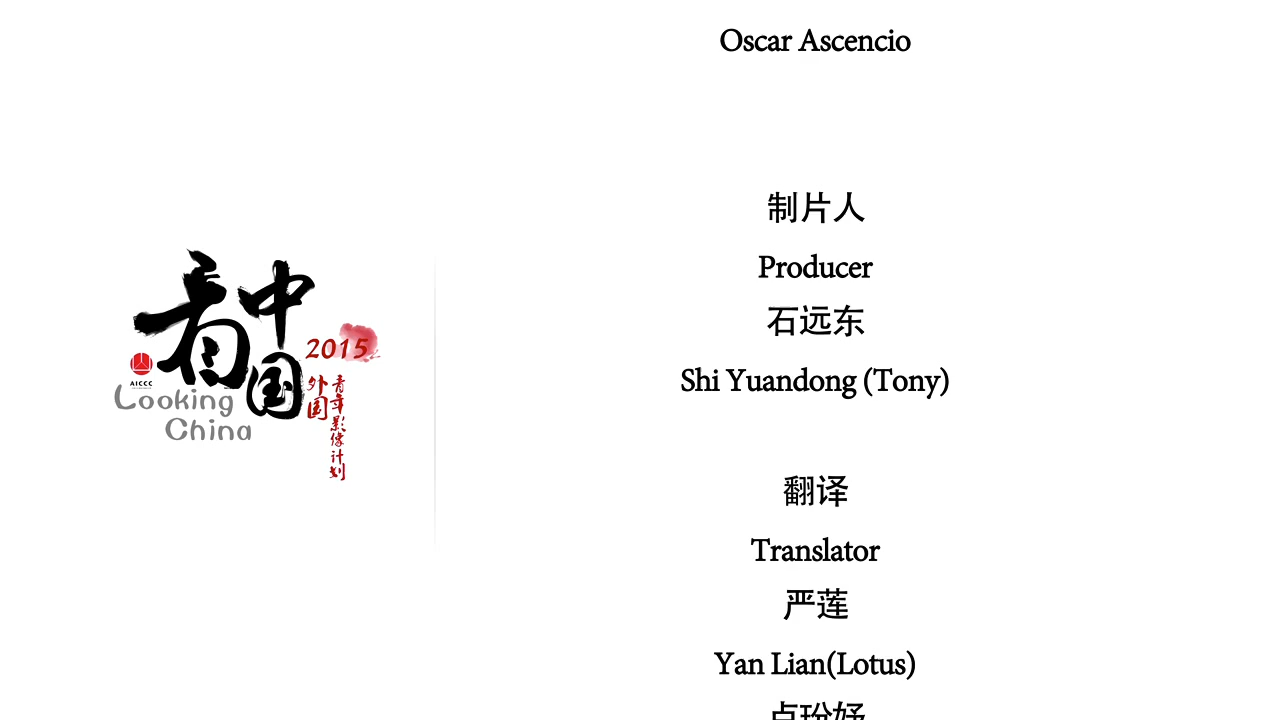 Oscar Ascencio
制片人
Producer
石远东
Shi Yuandong (Tony)
翻译
Translator
严莲
Yan Lian(Lotus)
看中国
2015
AICCC
Looking
China
外国
青年影像计划